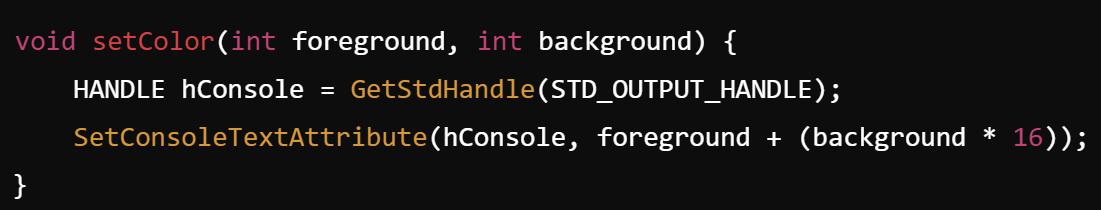 void setColor(int foreground, int background) {
    HANDLE hConsole = GetStdHandle(STD_OUTPUT_HANDLE);
    SetConsoleTextAttribute(hConsole, foreground + (background * 16));
}